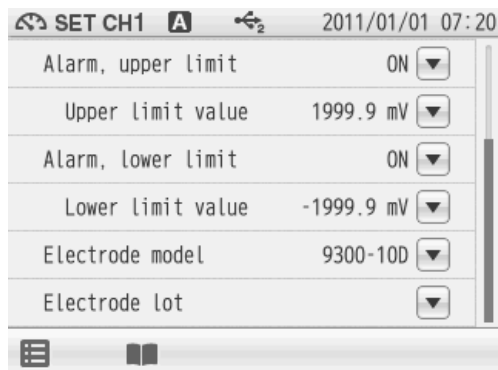 SET CH1 A 2 2011/01/01 07:20
Alarm, upper limit ON
Upper limit value 1999.9 mV
Alarm, lower limit ON
Lower limit value -1999.9 mV
Electrode model 9300-10D
Electrode lot